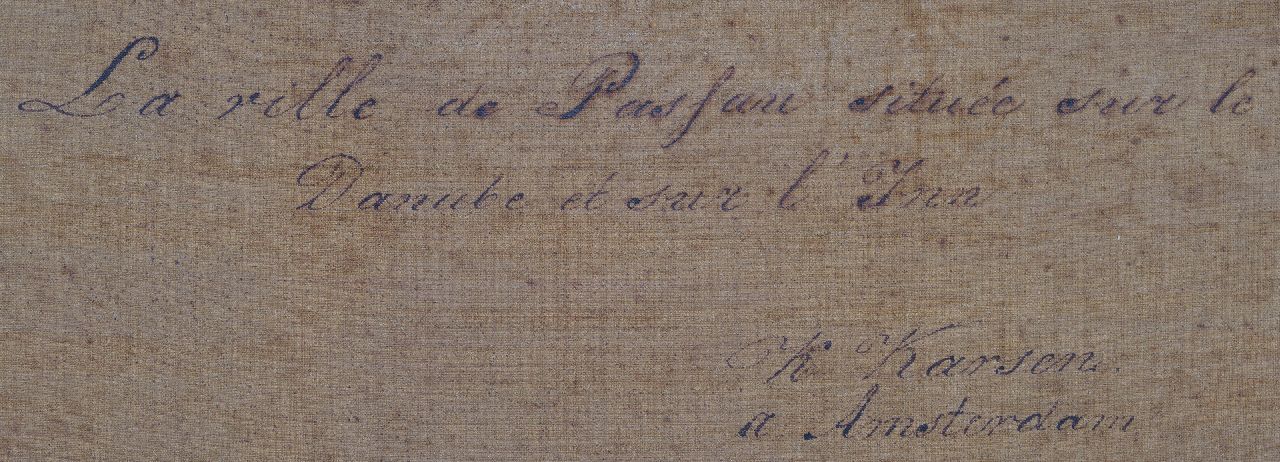 La ville de Pasſau située sur le
Danube et sur l'Inn
K Karsen.
a Amsterdam